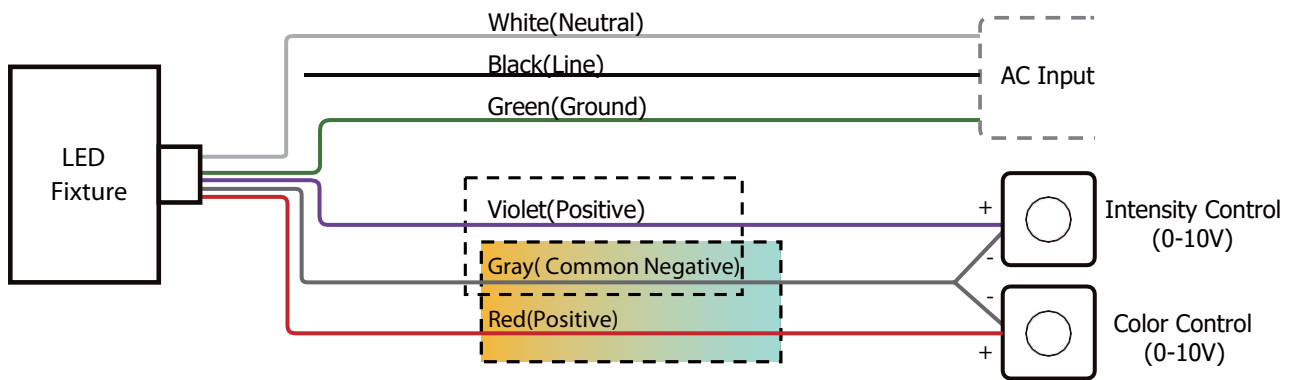 White(Neutral)
Black(Line)
Green(Ground)
AC Input
LED
Fixture
Violet(Positive)
+
-
Intensity Control
(0-10V)
Gray( Common Negative)
Red(Positive)
-
+
Color Control
(0-10V)